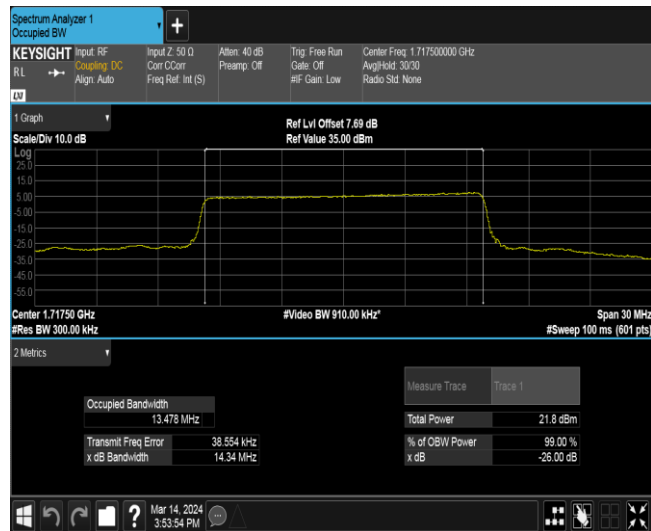 Spectrum Analyzer 1
Occupied BW
+
KEYSIGHT Input: RF Input Z: 50 Ω Atten: 40 dB Trig: Free Run Center Freq: 1.717500000 GHz
RL Coupling: DC Corr CCorr Preamp: Off Gate: Off Avg|Hold: 30/30
Align: Auto Freq Ref: Int (S) #IF Gain: Low Radio Std: None
LXI
1 Graph Ref Lvl Offset 7.69 dB
Scale/Div 10.0 dB Ref Value 35.00 dBm
Log
25.0
15.0
5.00
-5.00
-15.0
-25.0
-35.0
-45.0
-55.0
Center 1.71750 GHz #Video BW 910.00 kHz* Span 30 MHz
#Res BW 300.00 kHz #Sweep 100 ms (601 pts)
2 Metrics
Measure Trace Trace 1
Occupied Bandwidth
13.478 MHz Total Power 21.8 dBm
Transmit Freq Error 38.554 kHz % of OBW Power 99.00 %
x dB Bandwidth 14.34 MHz x dB -26.00 dB
? Mar 14, 2024
3:53:54 PM